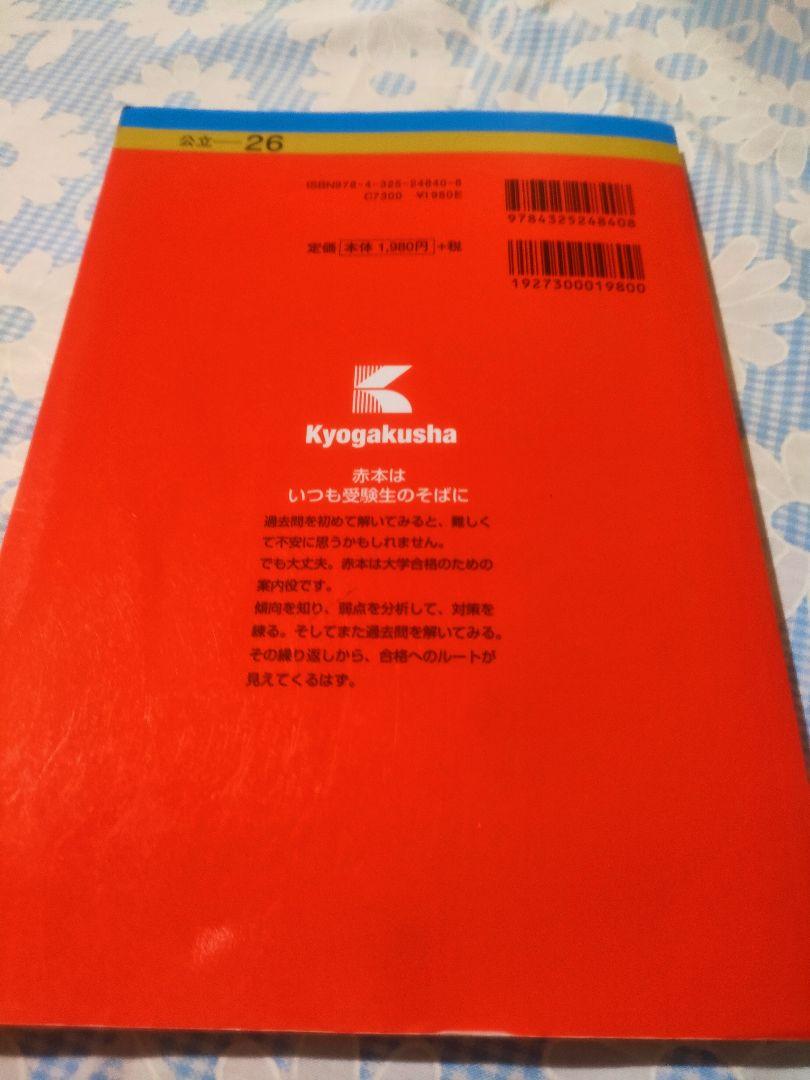 公立―26
ISBN978-4-325-24840-8
C7300 ¥1980E
定価 本体 1,980円 +税
9784325248408
1927300019800
Kyogakusha
赤本は
いつも受験生のそばに
過去問を初めて解いてみると、難しく
て不安に思うかもしれません。
でも大丈夫。赤本は大学合格のための
案内役です。
傾向を知り、弱点を分析して、対策を
練る。そしてまた過去問を解いてみる。
その繰り返しから、合格へのルートが
見えてくるはず。